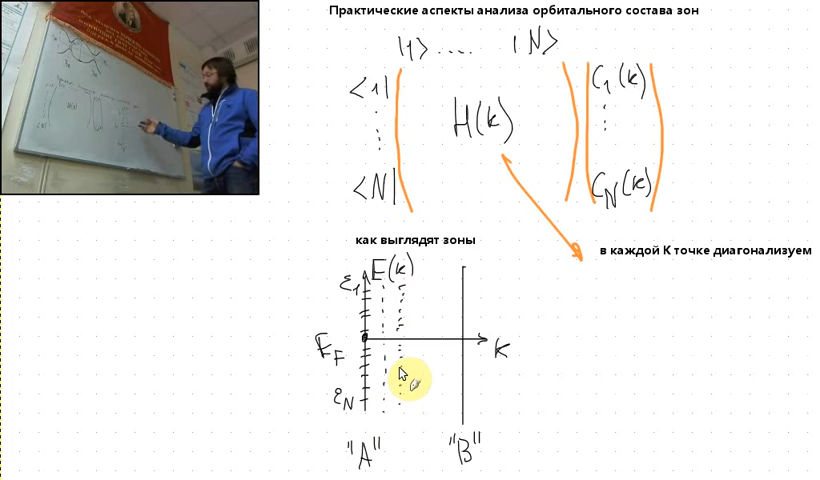 Практические аспекты анализа орбитального состава зон
|1> .... |N>
<1|
H(k)
C1(k)
<N|
CN(k)
как выглядят зоны
в каждой К точке диагонализуем
ε1 E(k)
EF
K
εN
"A" "B"